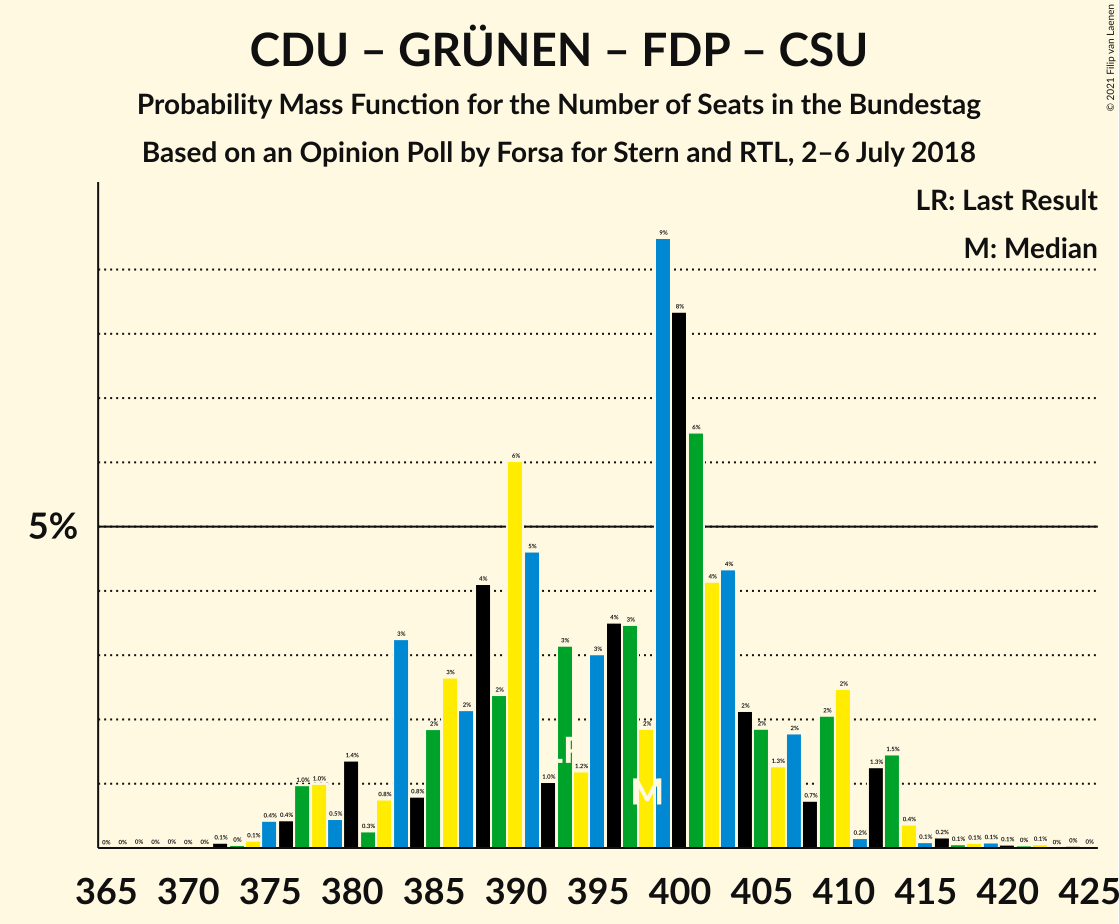 CDU – GRÜNEN – FDP – CSU
Probability Mass Function for the Number of Seats in the Bundestag
Based on an Opinion Poll by Forsa for Stern and RTL, 2–6 July 2018
© 2021 Filip van Laenen
LR: Last Result
M: Median
5%
0% 0% 0% 0% 0% 0% 0% 0.1% 0% 0.1% 0.4% 0.4% 1.0% 1.0% 0.5% 1.4% 0.3% 0.8% 3% 0.8% 2% 3% 2% 4% 2% 6% 5% 1.0% 3% 1.2% 3% 4% 3% 2% 9% 8% 6% 4% 4% 2% 2% 1.3% 2% 0.7% 2% 2% 0.2% 1.3% 1.5% 0.4% 0.1% 0.2% 0.1% 0.1% 0.1% 0.1% 0% 0.1% 0% 0% 0%
M
365 370 375 380 385 390 395 400 405 410 415 420 425